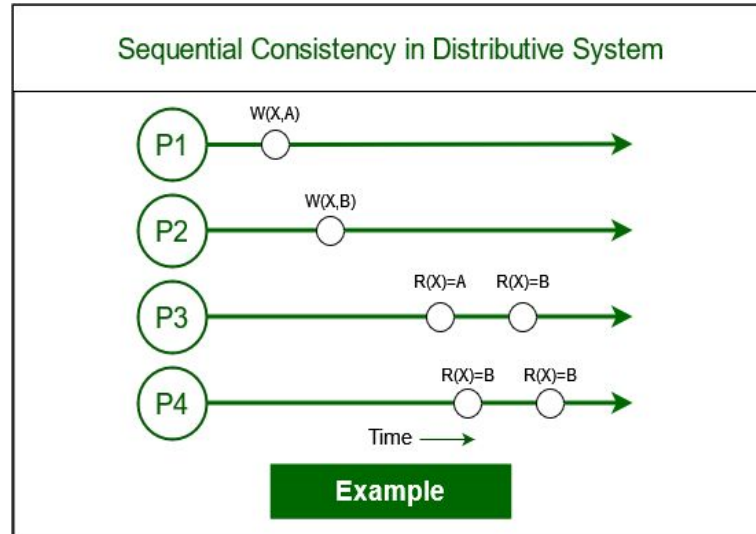 Sequential Consistency in Distributive System
W(X,A)
P1
W(X,B)
P2
R(X)=A R(X)=B
P3
R(X)=B R(X)=B
P4
Time
Example